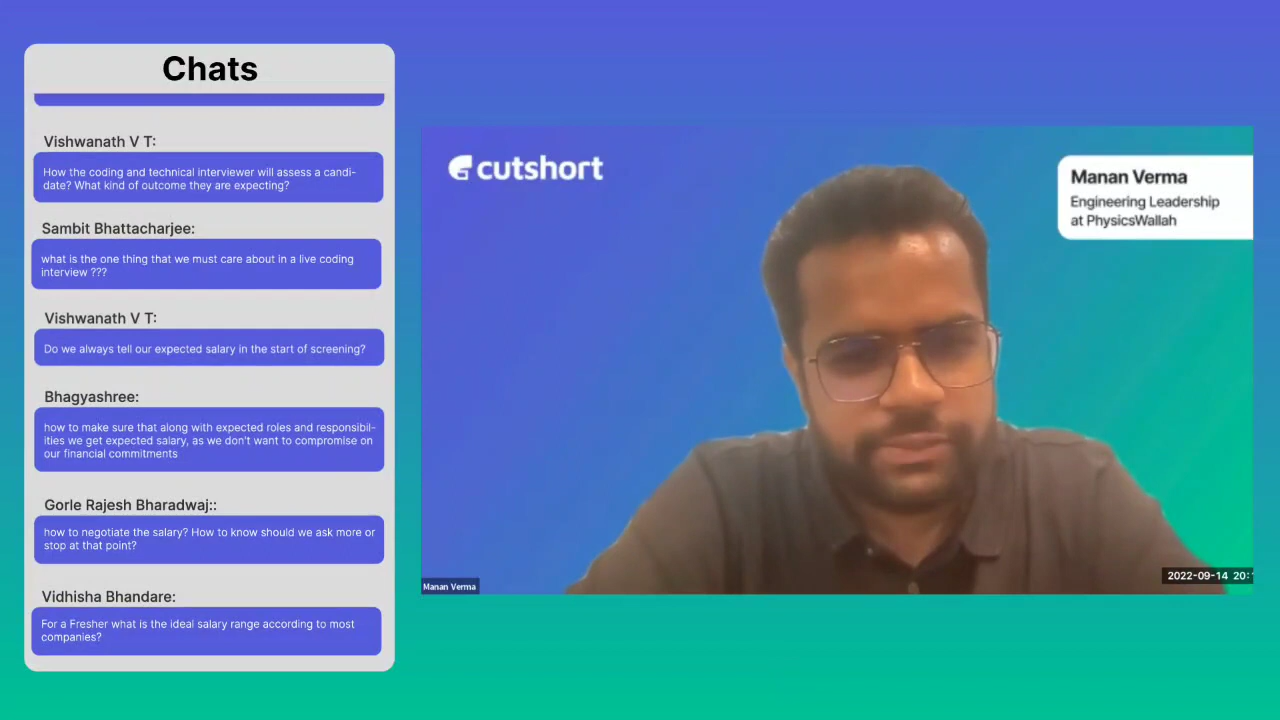 Chats
Vishwanath V T:
How the coding and technical interviewer will assess a candi-
date? What kind of outcome they are expecting?
Sambit Bhattacharjee:
what is the one thing that we must care about in a live coding
interview ???
Vishwanath V T:
Do we always tell our expected salary in the start of screening?
Bhagyashree:
how to make sure that along with expected roles and responsibil-
ities we get expected salary, as we don't want to compromise on
our financial commitments
Gorle Rajesh Bharadwaj::
how to negotiate the salary? How to know should we ask more or
stop at that point?
Vidhisha Bhandare:
For a Fresher what is the ideal salary range according to most
companies?
cutshort
Manan Verma
Engineering Leadership
at PhysicsWallah
Manan Verma
2022-09-14 20: